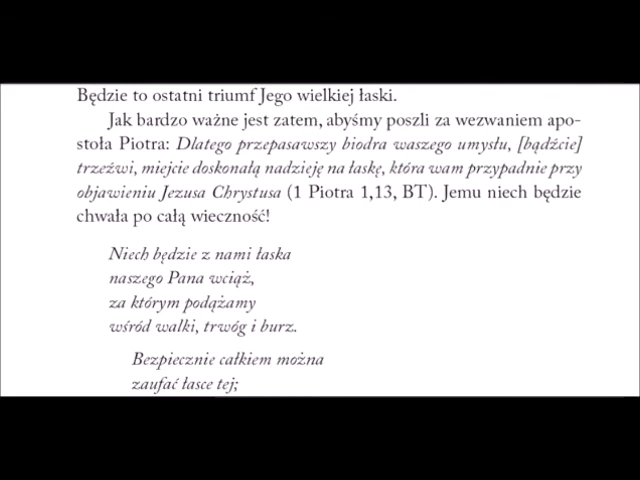 Będzie to ostatni triumf Jego wielkiej łaski.
Jak bardzo ważne jest zatem, abyśmy poszli za wezwaniem apo-
stoła Piotra: Dlatego przepasawszy biodra waszego umysłu, [bądźcie]
trzeźwi, miejcie doskonałą nadzieję na łaskę, która wam przypadnie przy
objawieniu Jezusa Chrystusa (1 Piotra 1,13, BT). Jemu niech będzie
chwała po całą wieczność!
Niech będzie z nami łaska
naszego Pana wciąż,
za którym podążamy
wśród walki, trwóg i burz.
Bezpiecznie całkiem można
zaufać łasce tej;